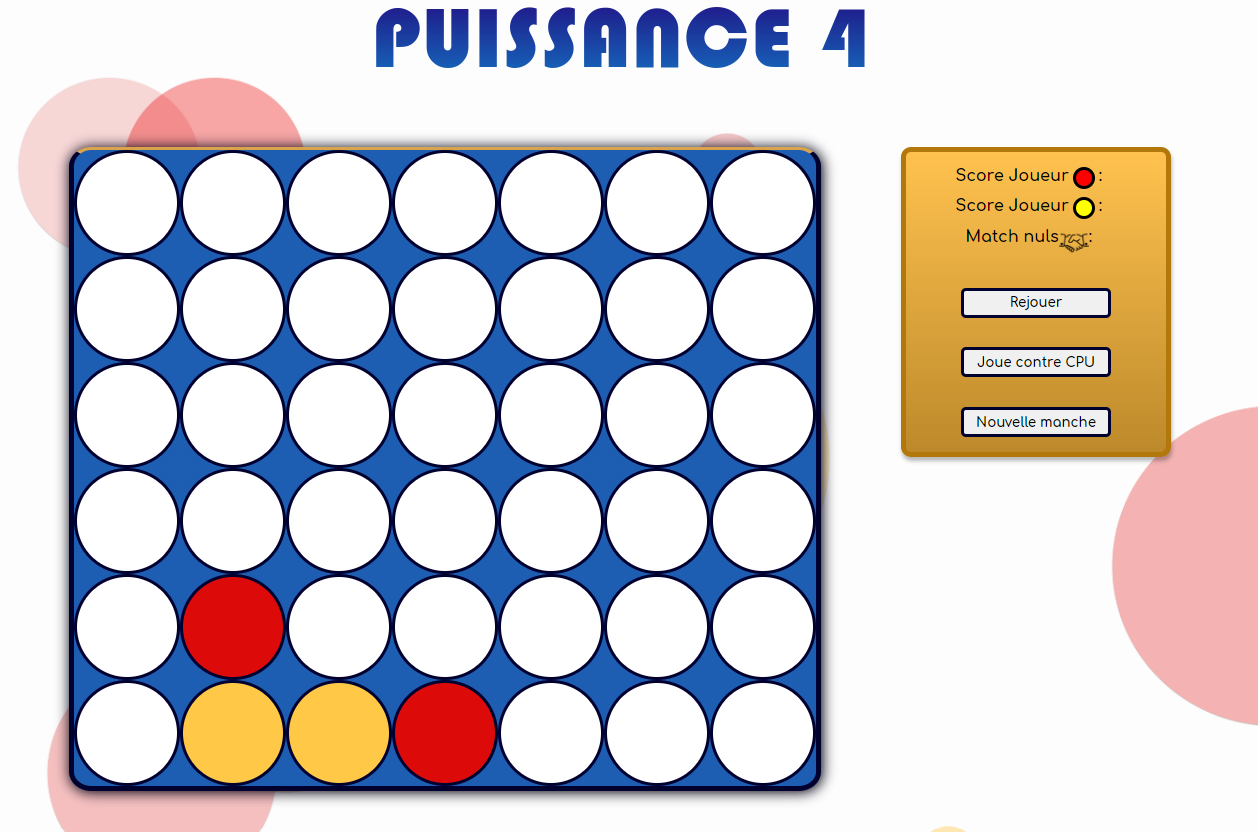 PUISSANCE 4
Score Joueur :
Score Joueur :
Match nuls :
Rejouer
Joue contre CPU
Nouvelle manche